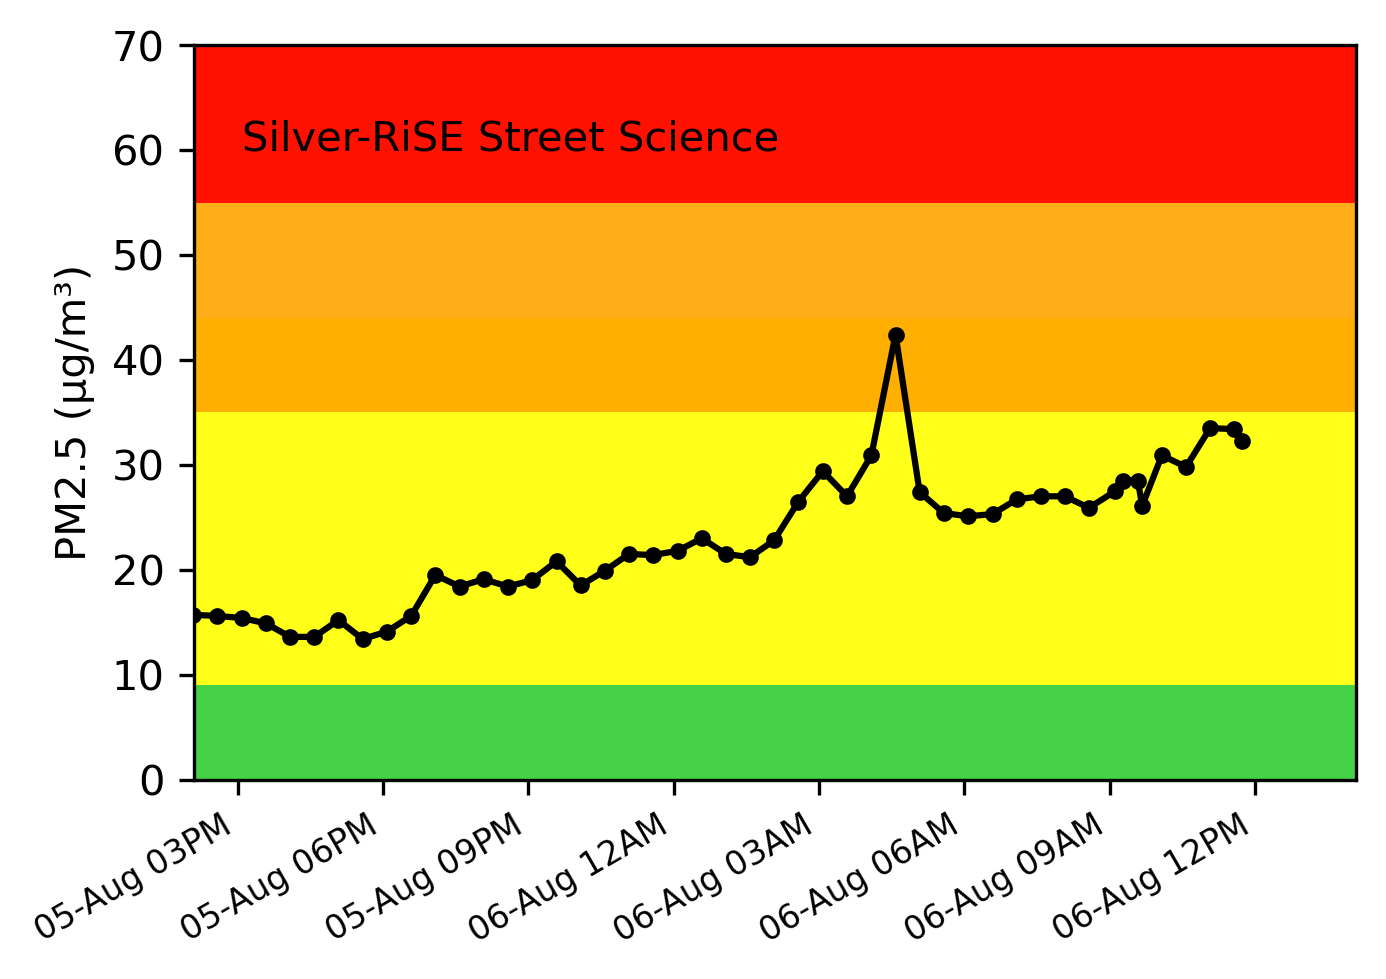 70
Silver-RiSE Street Science
60
50
40
30
20
10
0
PM2.5 (μg/m³)
05-Aug 03PM
05-Aug 06PM
05-Aug 09PM
06-Aug 12AM
06-Aug 03AM
06-Aug 06AM
06-Aug 09AM
06-Aug 12PM